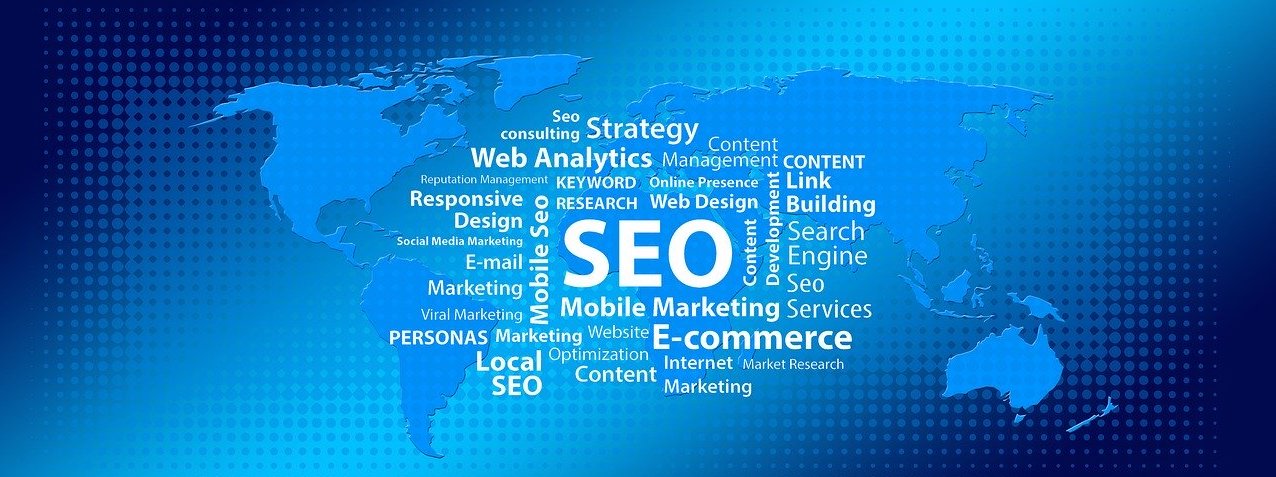 Seo
consulting
Strategy
Content
Management
Web Analytics
CONTENT
Reputation Management
KEYWORD
RESEARCH
Online Presence
Web Design
Link
Building
Responsive
Design
Mobile Seo
SEO
Content
Development
Search
Engine
Social Media Marketing
E-mail
Marketing
Seo
Services
Viral Marketing
Mobile Marketing
PERSONAS
Marketing
Website
Optimization
E-commerce
Local
SEO
Content
Internet
Marketing
Market Research